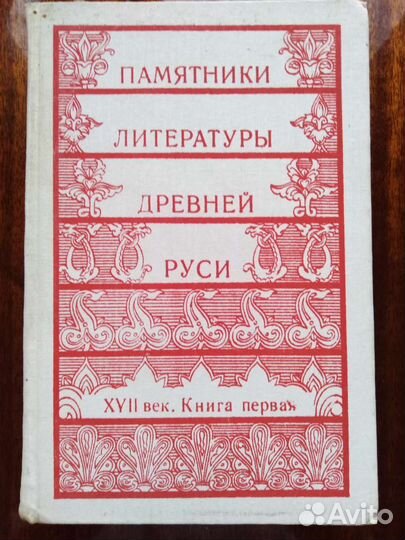 ПАМЯТНИКИ
ЛИТЕРАТУРЫ
ДРЕВНЕЙ
РУСИ
XVII век. Книга первая
Avito